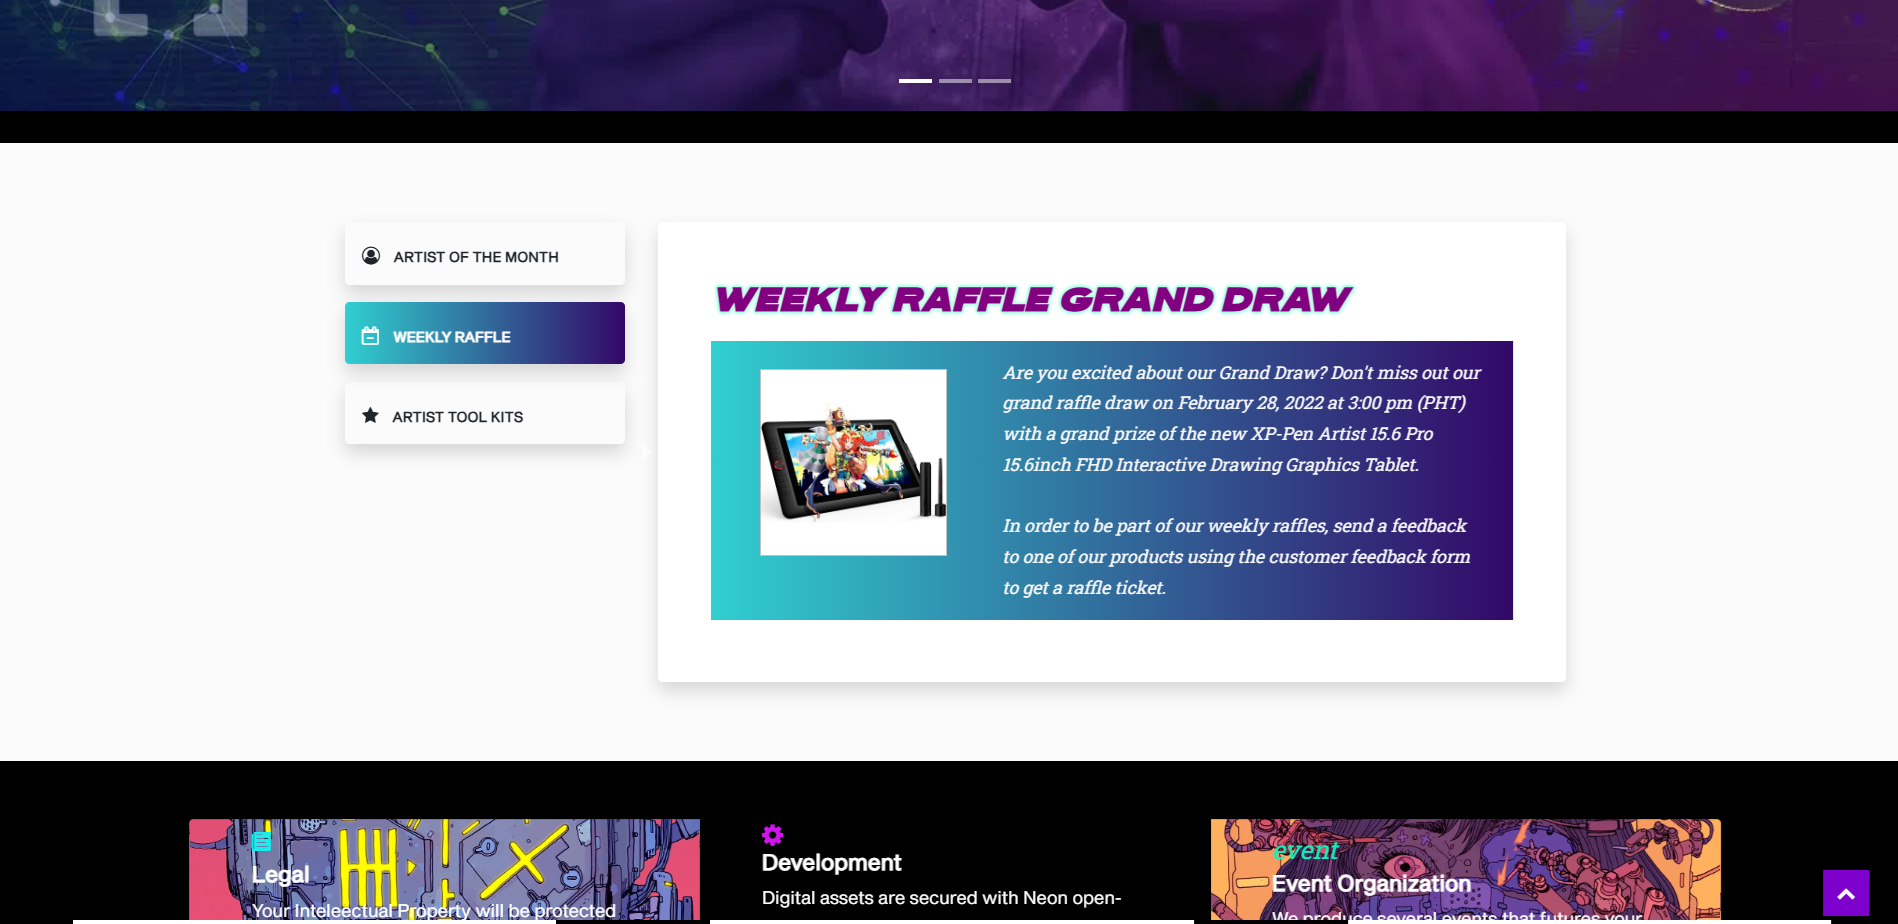 ARTIST OF THE MONTH
WEEKLY RAFFLE
ARTIST TOOL KITS
WEEKLY RAFFLE GRAND DRAW
Are you excited about our Grand Draw? Don't miss out our
grand raffle draw on February 28, 2022 at 3:00 pm (PHT)
with a grand prize of the new XP-Pen Artist 15.6 Pro
15.6inch FHD Interactive Drawing Graphics Tablet.
In order to be part of our weekly raffles, send a feedback
to one of our products using the customer feedback form
to get a raffle ticket.
Legal
Your Inteleectual Property will be protected
Development
Digital assets are secured with Neon open-
event
Event Organization
We produce several events that futures your